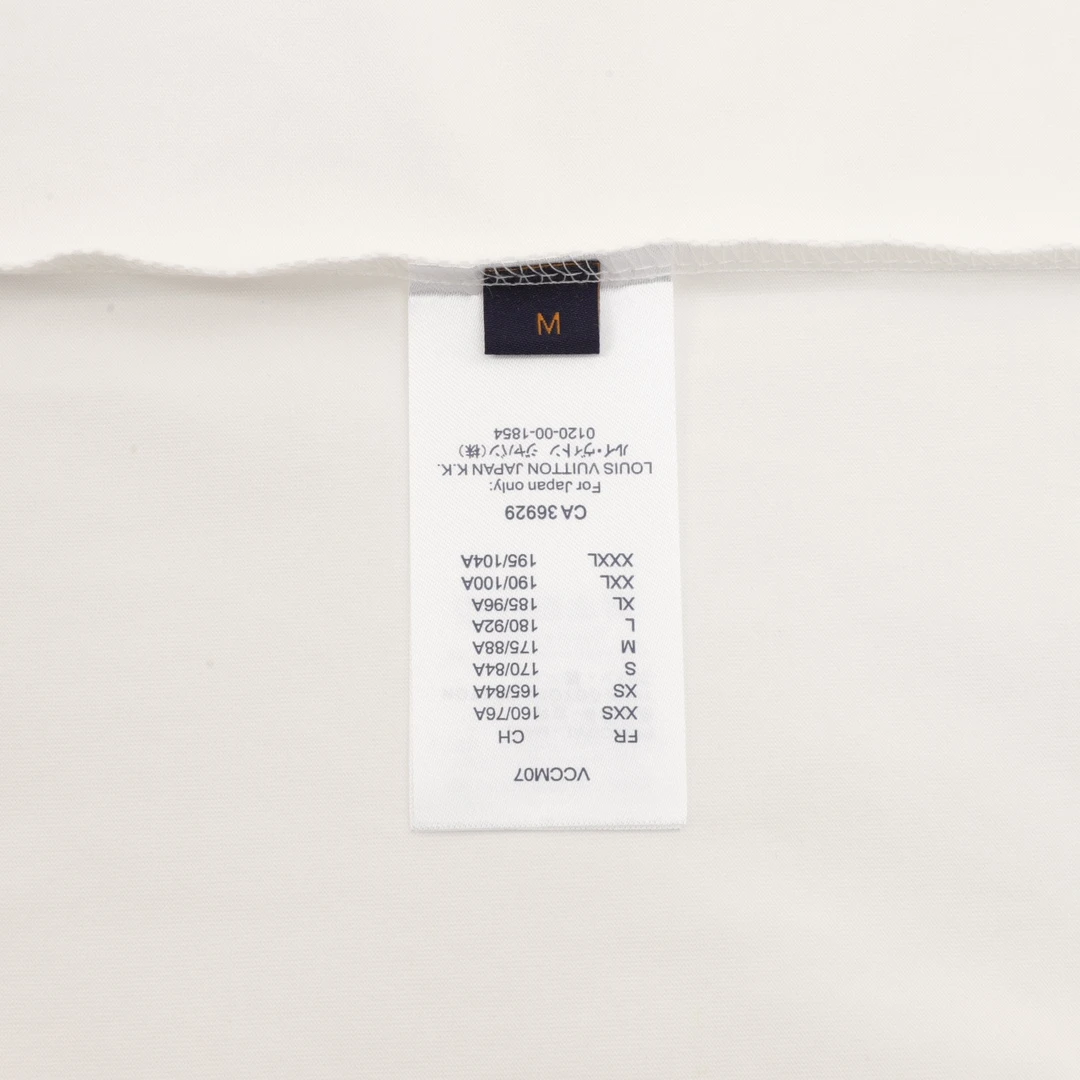 M
VCCM07
FR CH
XXS 160/76A
XS 165/84A
S 170/84A
M 175/88A
L 180/92A
XL 185/96A
XXL 190/100A
XXXL 195/104A
CA 36929
For Japan only:
LOUIS VUITTON JAPAN K.K.
ルイ・ヴィトン ジャパン(株)
0120-00-1854